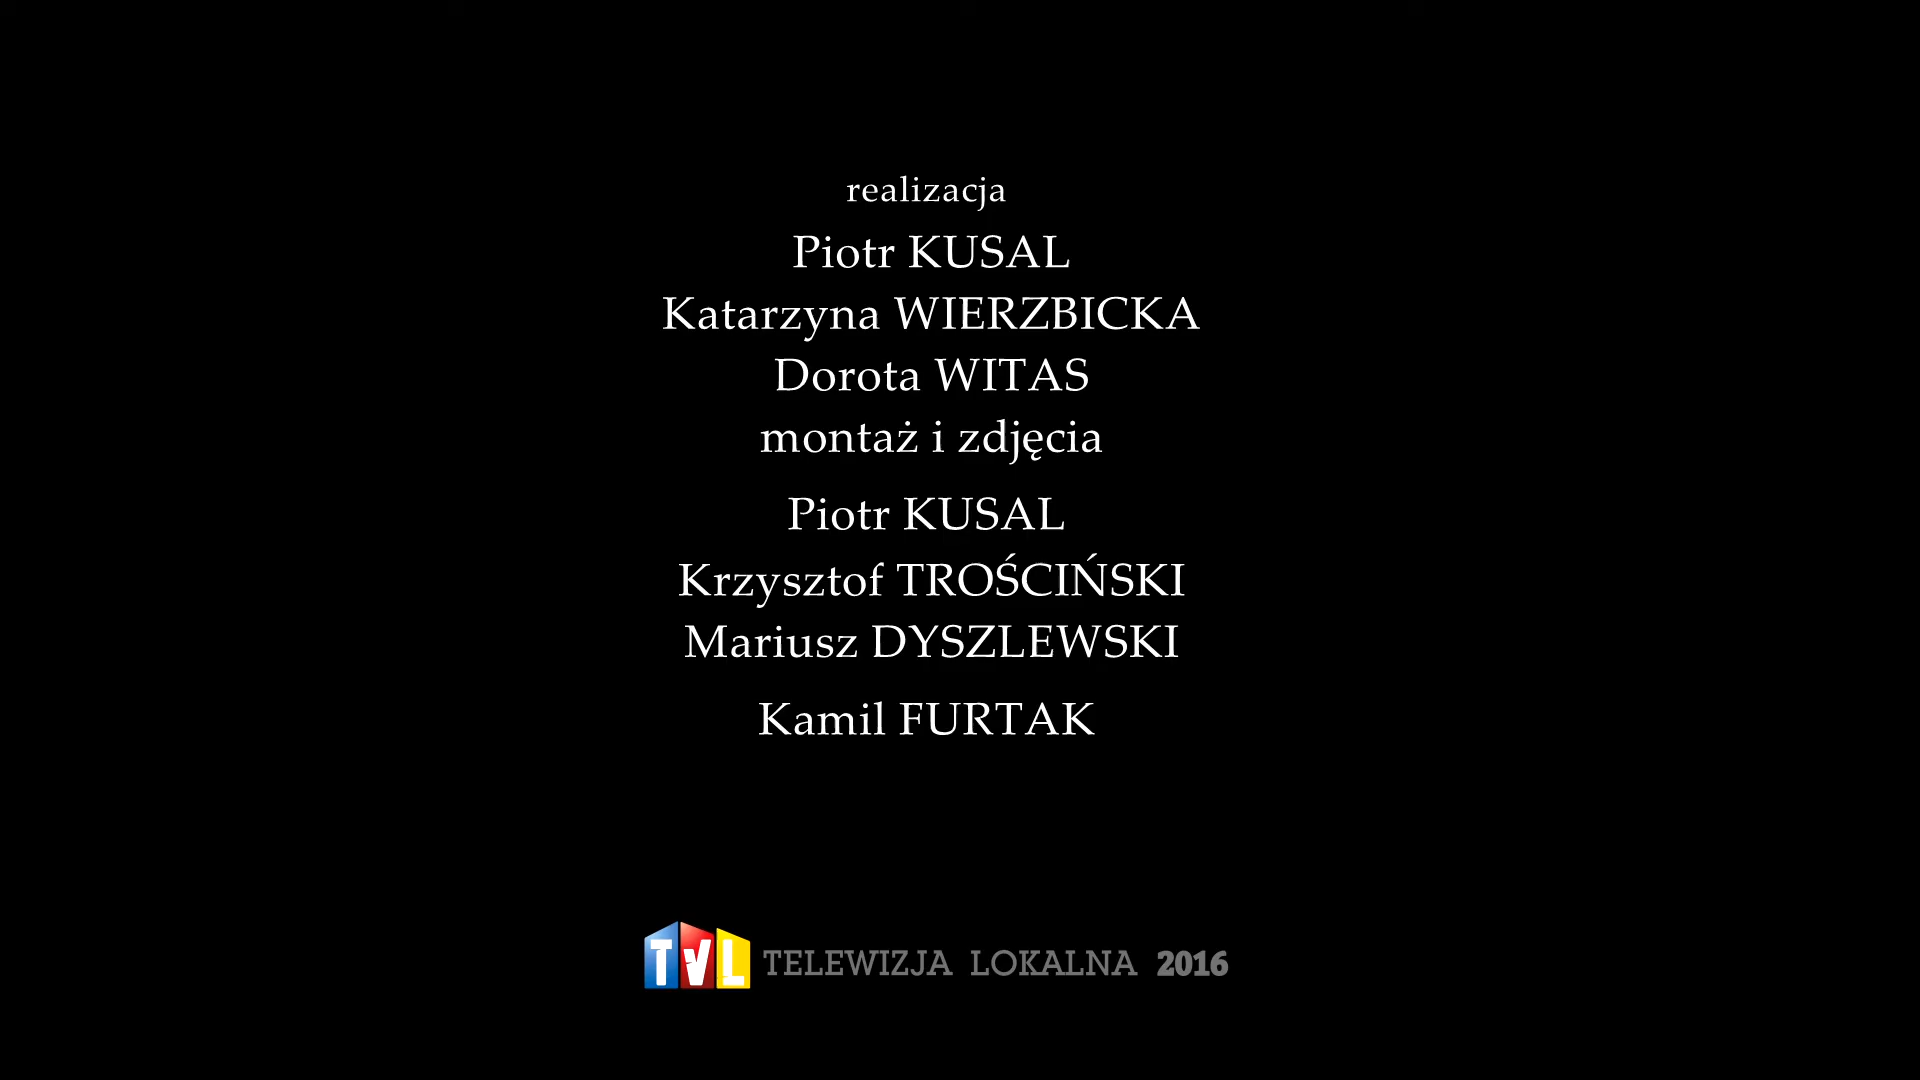 realizacja
Piotr KUSAL
Katarzyna WIERZBICKA
Dorota WITAS
montaż i zdjęcia
Piotr KUSAL
Krzysztof TROŚCIŃSKI
Mariusz DYSZLEWSKI
Kamil FURTAK
TVL TELEWIZJA LOKALNA 2016